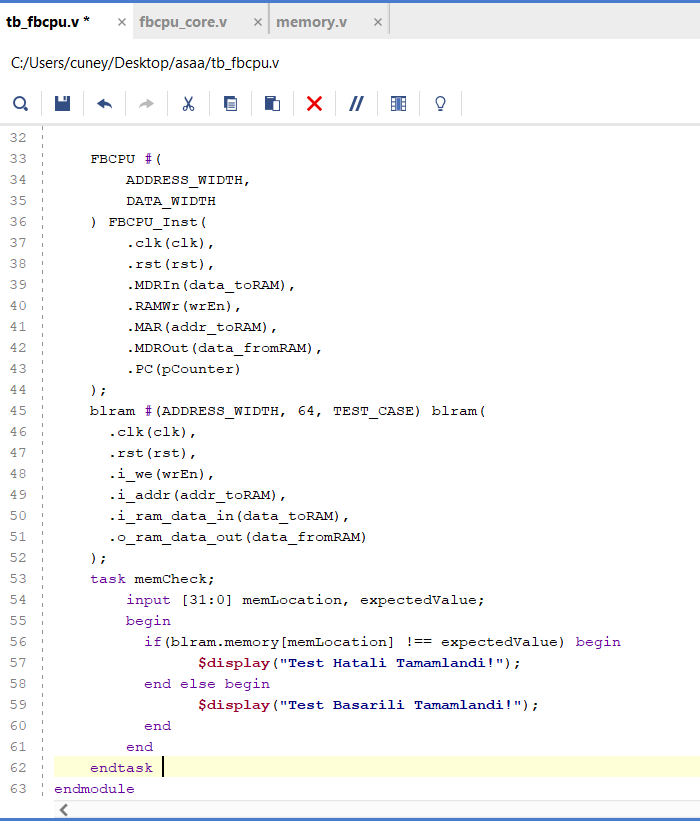 tb_fbcpu.v * × fbcpu_core.v × memory.v ×
C:/Users/cuney/Desktop/asaa/tb_fbcpu.v
32
33 FBCPU #(
34 ADDRESS_WIDTH,
35 DATA_WIDTH
36 ) FBCPU_Inst(
37 .clk(clk),
38 .rst(rst),
39 .MDRIn(data_toRAM),
40 .RAMWr(wrEn),
41 .MAR(addr_toRAM),
42 .MDROut(data_fromRAM),
43 .PC(pCounter)
44 );
45 blram #(ADDRESS_WIDTH, 64, TEST_CASE) blram(
46 .clk(clk),
47 .rst(rst),
48 .i_we(wrEn),
49 .i_addr(addr_toRAM),
50 .i_ram_data_in(data_toRAM),
51 .o_ram_data_out(data_fromRAM)
52 );
53 task memCheck;
54 input [31:0] memLocation, expectedValue;
55 begin
56 if(blram.memory[memLocation] !== expectedValue) begin
57 $display("Test Hatali Tamamlandi!");
58 end else begin
59 $display("Test Basarili Tamamlandi!");
60 end
61 end
62 endtask
63 endmodule